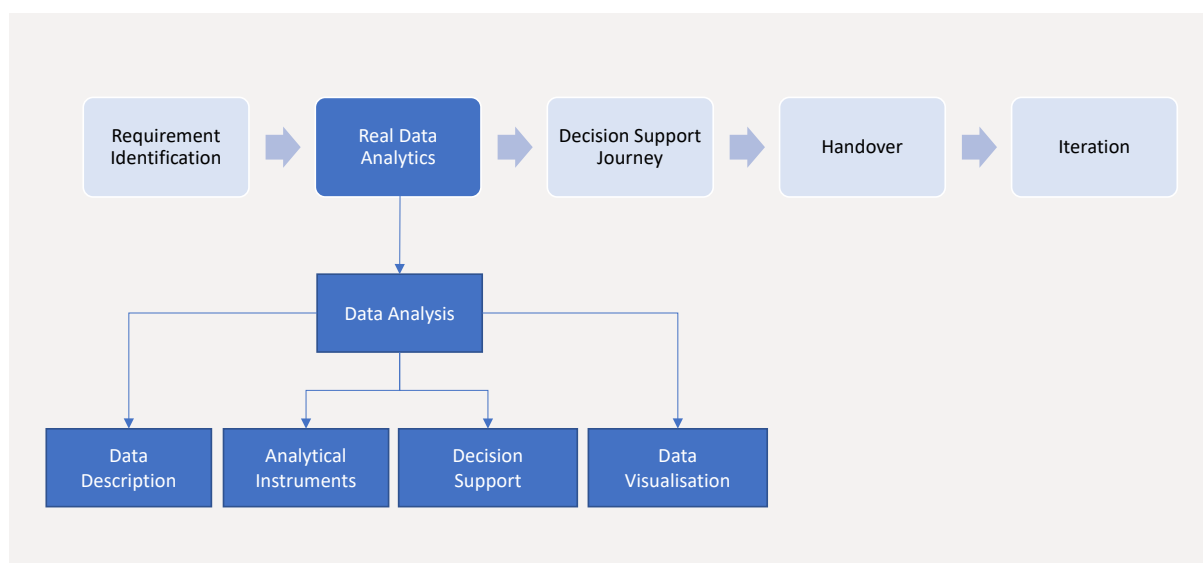 Requirement
Identification
Real Data
Analytics
Decision Support
Journey
Handover
Iteration
Data Analysis
Data
Description
Analytical
Instruments
Decision
Support
Data
Visualisation